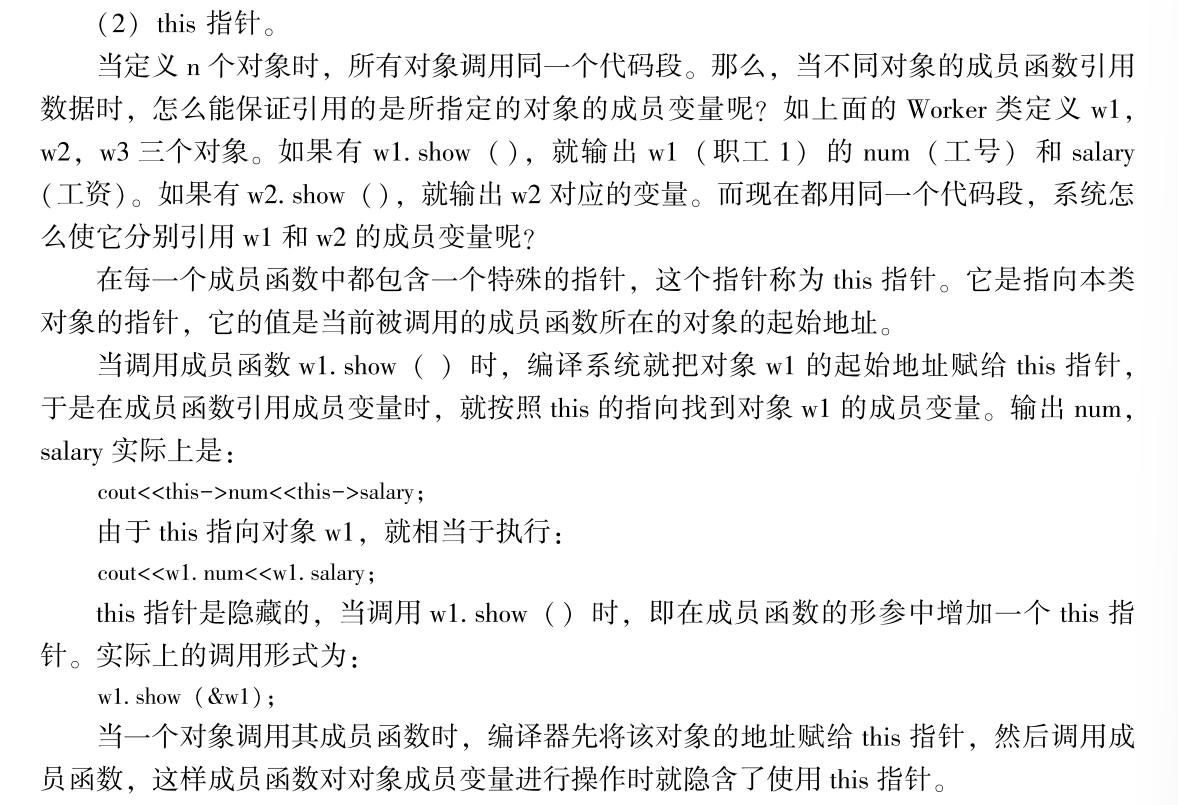 (2) this 指针。
当定义 n 个对象时，所有对象调用同一个代码段。那么，当不同对象的成员函数引用
数据时，怎么能保证引用的是所指定的对象的成员变量呢？如上面的 Worker 类定义 w1，
w2，w3 三个对象。如果有 w1. show（），就输出 w1（职工 1）的 num（工号）和 salary
(工资)。如果有 w2. show（），就输出 w2 对应的变量。而现在都用同一个代码段，系统怎
么使它分别引用 w1 和 w2 的成员变量呢？
在每一个成员函数中都包含一个特殊的指针，这个指针称为 this 指针。它是指向本类
对象的指针，它的值是当前被调用的成员函数所在的对象的起始地址。
当调用成员函数 w1. show（ ）时，编译系统就把对象 w1 的起始地址赋给 this 指针，
于是在成员函数引用成员变量时，就按照 this 的指向找到对象 w1 的成员变量。输出 num，
salary 实际上是：
cout<<this->num<<this->salary；
由于 this 指向对象 w1，就相当于执行：
cout<<w1. num<<w1. salary；
this 指针是隐藏的，当调用 w1. show（）时，即在成员函数的形参中增加一个 this 指
针。实际上的调用形式为：
w1. show（&w1）；
当一个对象调用其成员函数时，编译器先将该对象的地址赋给 this 指针，然后调用成
员函数，这样成员函数对对象成员变量进行操作时就隐含了使用 this 指针。